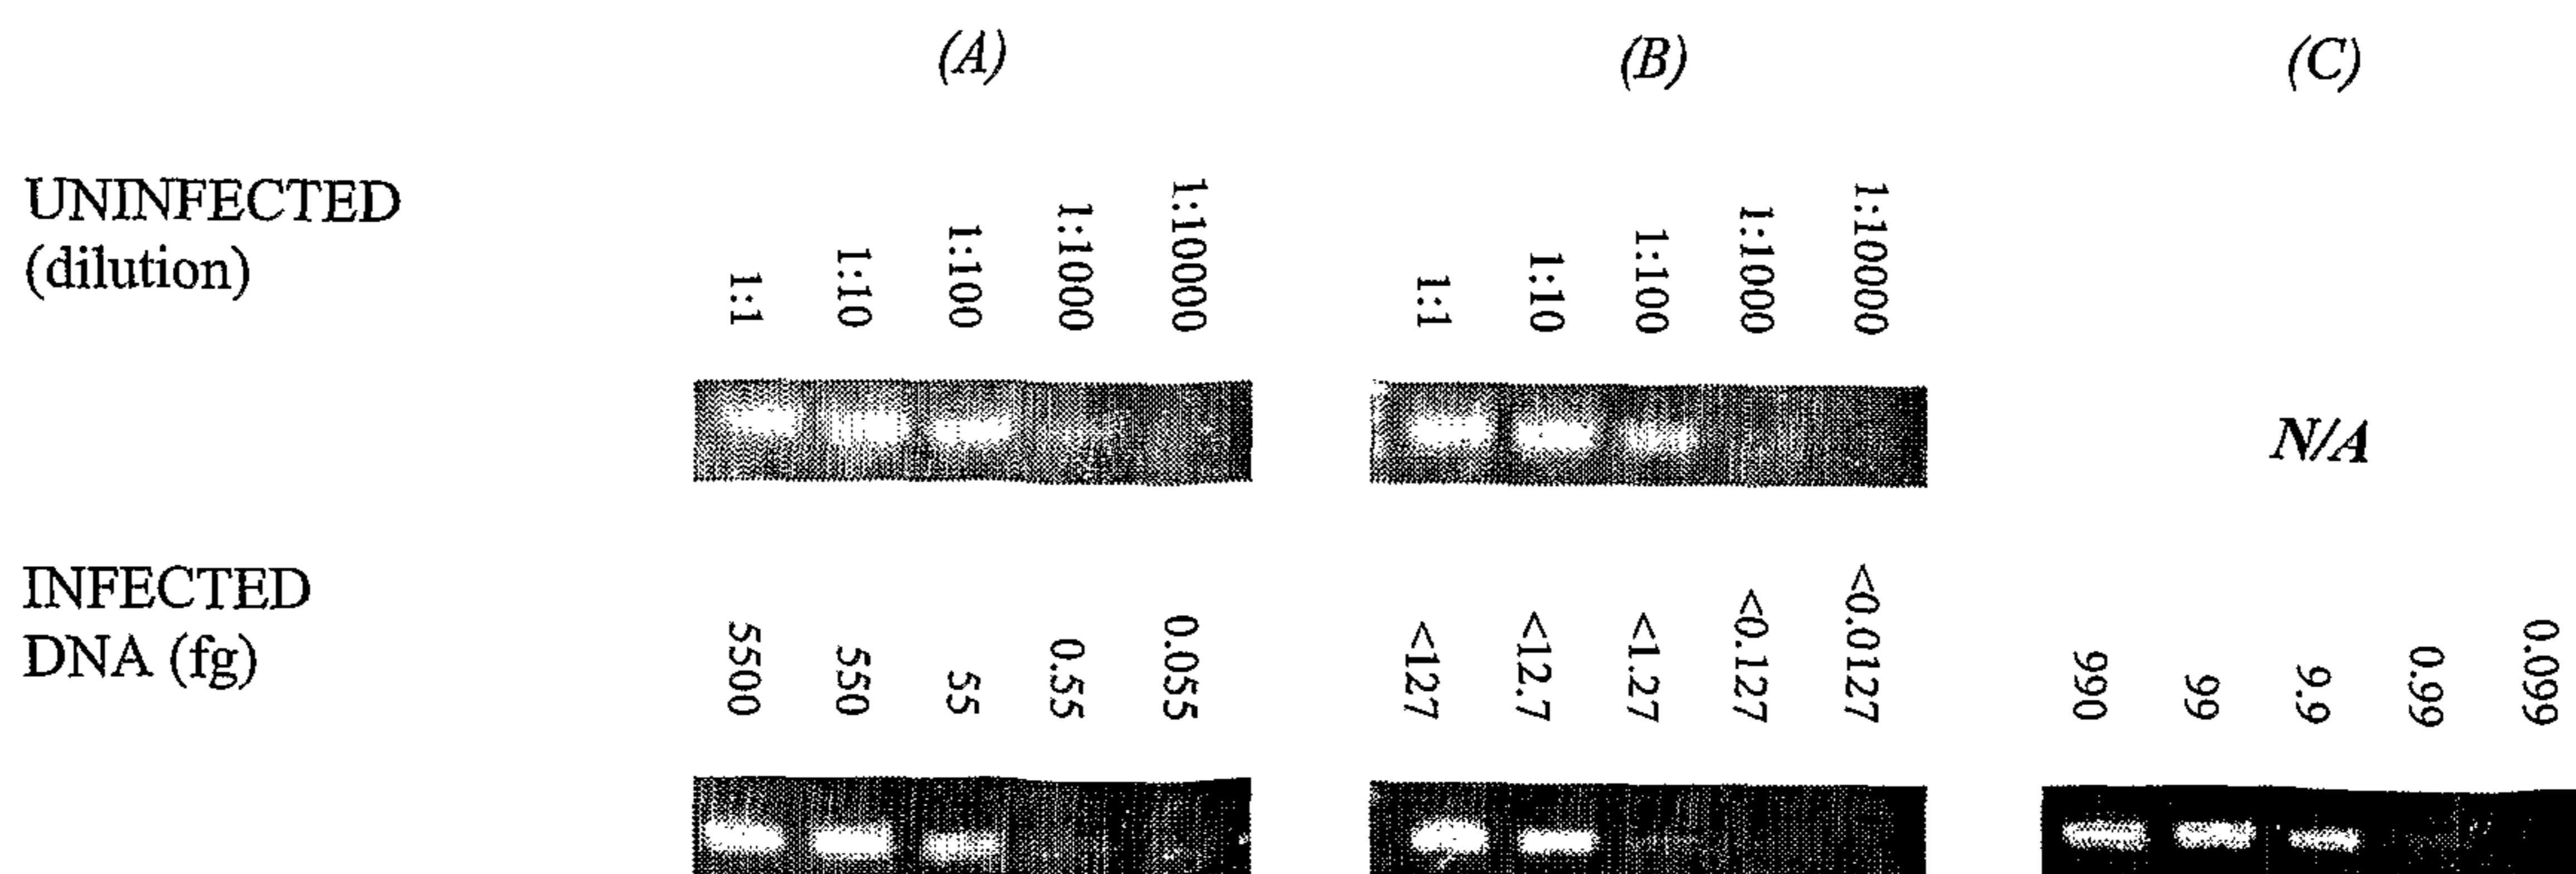 (A) (B) (C)
UNINFECTED
(dilution)
1:1 1:10 1:100 1:1000 1:10000
1:1 1:10 1:100 1:1000 1:10000
N/A
INFECTED
DNA (fg)
5500 550 55 0.55 0.055
<127 <12.7 <1.27 <0.127 <0.0127
990 99 9.9 0.99 0.099